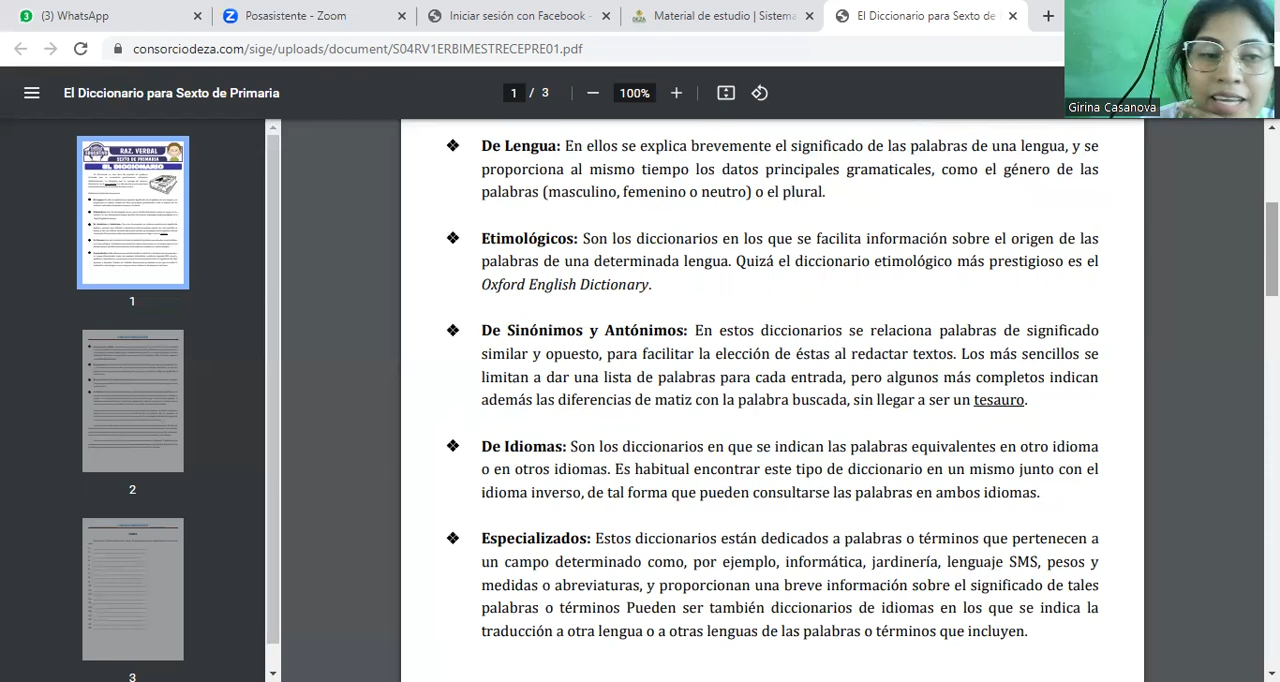 (3) WhatsApp
Posasistente - Zoom
Iniciar sesión con Facebook -
Material de estudio | Sistema
El Diccionario para Sexto de
consorciodeza.com/sige/uploads/document/S04RV1ERBIMESTRECEPRE01.pdf
Girina Casanova
El Diccionario para Sexto de Primaria
1 / 3
100%
RAZ. VERBAL
SEXTO DE PRIMARIA
EL DICCIONARIO
1
2
3
❖ De Lengua: En ellos se explica brevemente el significado de las palabras de una lengua, y se
mismo tiempo los datos principales gramaticales, como el género de las
palabras (masculino, femenino o neutro) o el plural.
❖ Etimológicos: Son los diccionarios en los que se facilita información sobre el origen de las
palabras de una determinada lengua. Quizá el diccionario etimológico más prestigioso es el
Oxford English Dictionary.
❖ De Sinónimos y Antónimos: En estos diccionarios se relaciona palabras de significado
similar y opuesto, para facilitar la elección de éstas al redactar textos. Los más sencillos se
limitan a dar una lista de palabras para cada entrada, pero algunos más completos indican
además las diferencias de matiz con la palabra buscada, sin llegar a ser un tesauro.
❖ De Idiomas: Son los diccionarios en que se indican las palabras equivalentes en otro idioma
o en otros idiomas. Es habitual encontrar este tipo de diccionario en un mismo junto con el
idioma inverso, de tal forma que pueden consultarse las palabras en ambos idiomas.
❖ Especializados: Estos diccionarios están dedicados a palabras o términos que pertenecen a
un campo determinado como, por ejemplo, informática, jardinería, lenguaje SMS, pesos y
medidas o abreviaturas, y proporcionan una breve información sobre el significado de tales
palabras o términos Pueden ser también diccionarios de idiomas en los que se indica la
traducción a otra lengua o a otras lenguas de las palabras o términos que incluyen.